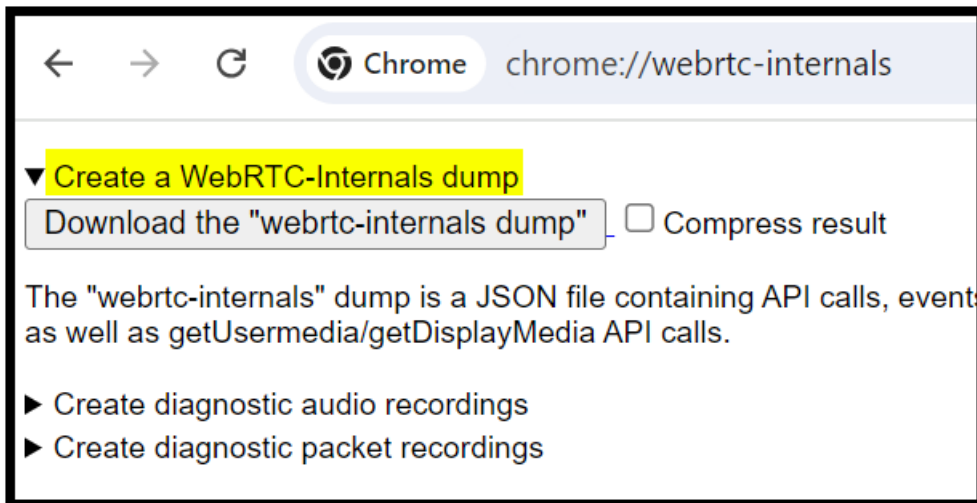 Chrome chrome://webrtc-internals
Create a WebRTC-Internals dump
Download the "webrtc-internals dump" Compress result
The "webrtc-internals" dump is a JSON file containing API calls, events
as well as getUsermedia/getDisplayMedia API calls.
Create diagnostic audio recordings
Create diagnostic packet recordings